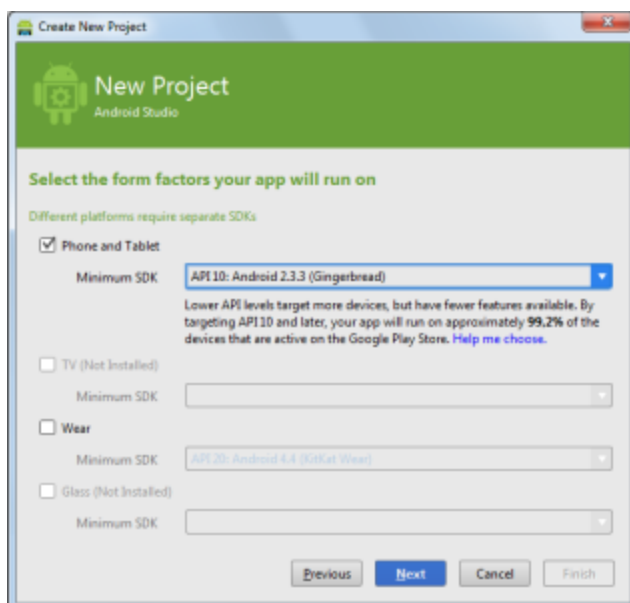 Create New Project
New Project
Android Studio
Select the form factors your app will run on
Different platforms require separate SDKs
Phone and Tablet
Minimum SDK API 10: Android 2.3.3 (Gingerbread)
Lower API levels target more devices, but have fewer features available. By
targeting API 10 and later, your app will run on approximately 99,2% of the
devices that are active on the Google Play Store. Help me choose.
TV (Not Installed)
Minimum SDK
Wear
Minimum SDK API 20: Android 4.4 (KitKat Wear)
Glass (Not Installed)
Minimum SDK
Previous Next Cancel Finish